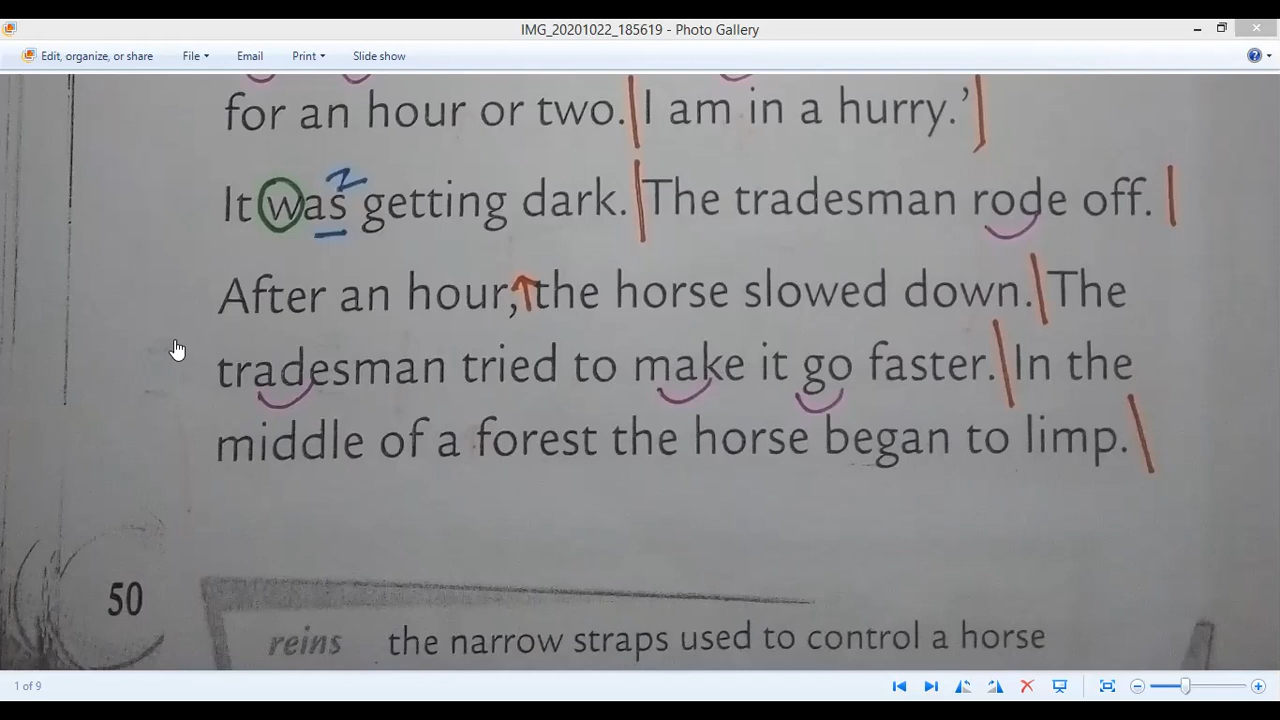 IMG_20201022_185619 - Photo Gallery
Edit, organize, or share File Email Print Slide show
for an hour or two. I am in a hurry.’
z
It was getting dark. The tradesman rode off.
After an hour, the horse slowed down. The
tradesman tried to make it go faster. In the
middle of a forest the horse began to limp.
50
reins the narrow straps used to control a horse
1 of 9